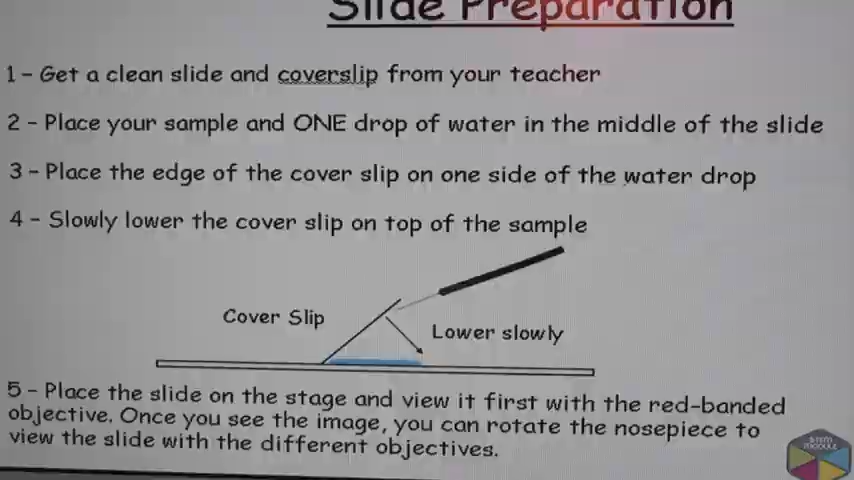 Slide Preparation
1 - Get a clean slide and coverslip from your teacher
2 - Place your sample and ONE drop of water in the middle of the slide
3 - Place the edge of the cover slip on one side of the water drop
4 - Slowly lower the cover slip on top of the sample
Cover Slip
Lower slowly
5 - Place the slide on the stage and view it first with the red-banded
objective. Once you see the image, you can rotate the nosepiece to
view the slide with the different objectives.